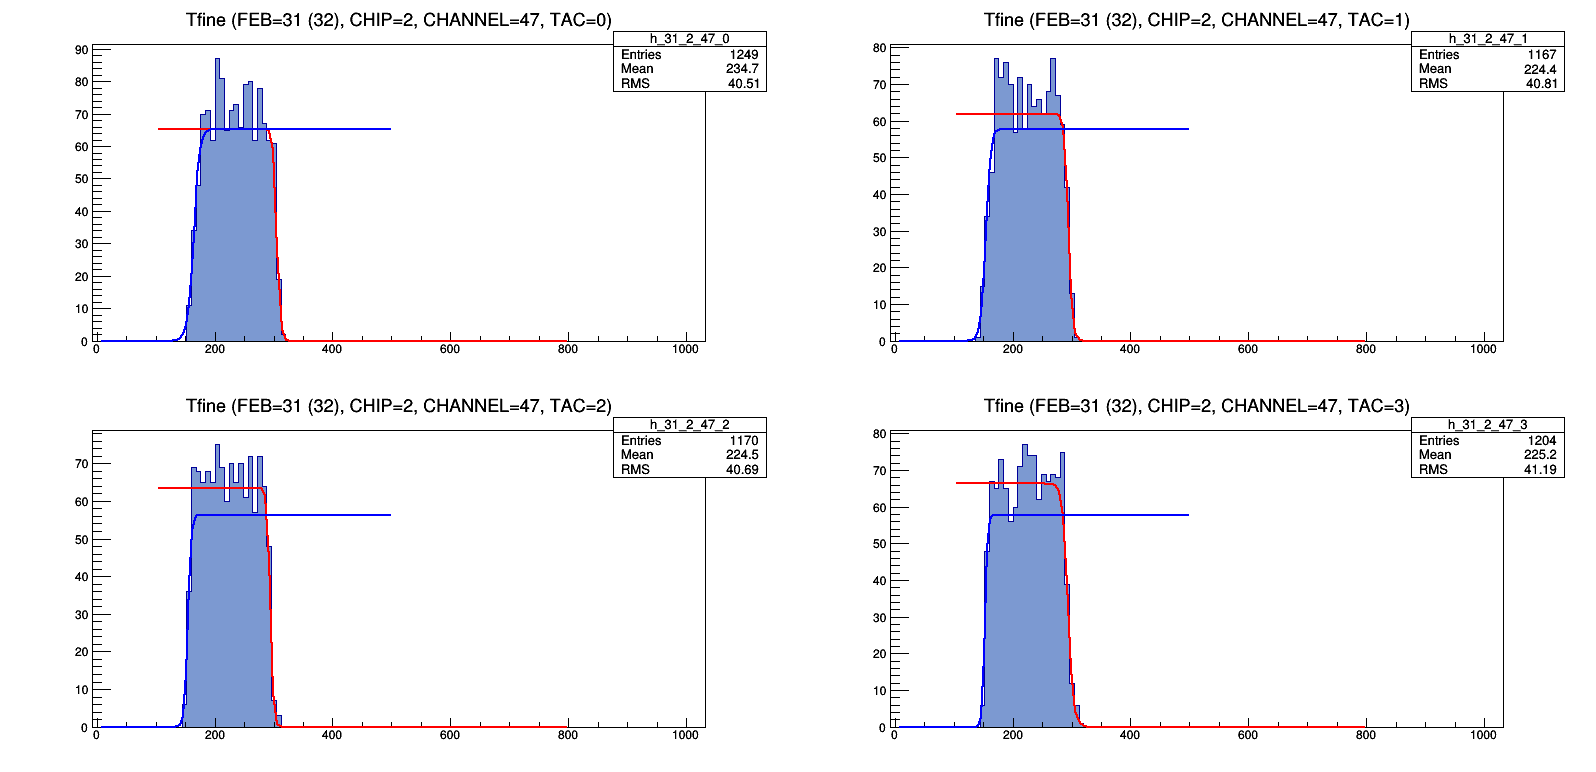 Tfine (FEB=31 (32), CHIP=2, CHANNEL=47, TAC=0)
h_31_2_47_0
Entries 1249
Mean 234.7
RMS 40.51
90
80
70
60
50
40
30
20
10
0
0 200 400 600 800 1000
Tfine (FEB=31 (32), CHIP=2, CHANNEL=47, TAC=1)
h_31_2_47_1
Entries 1167
Mean 224.4
RMS 40.81
80
70
60
50
40
30
20
10
0
0 200 400 600 800 1000
Tfine (FEB=31 (32), CHIP=2, CHANNEL=47, TAC=2)
h_31_2_47_2
Entries 1170
Mean 224.5
RMS 40.69
70
60
50
40
30
20
10
0
0 200 400 600 800 1000
Tfine (FEB=31 (32), CHIP=2, CHANNEL=47, TAC=3)
h_31_2_47_3
Entries 1204
Mean 225.2
RMS 41.19
80
70
60
50
40
30
20
10
0
0 200 400 600 800 1000